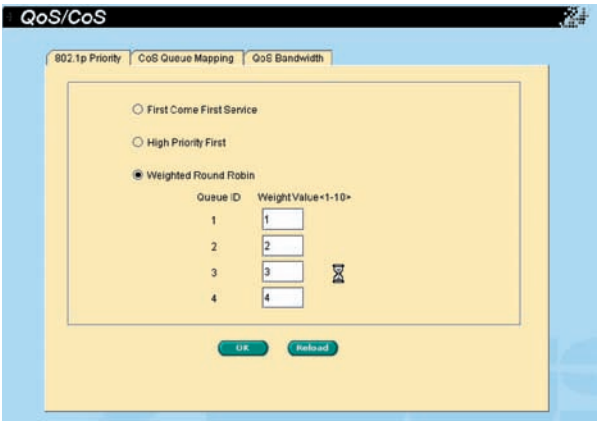 QoS/CoS
802.1p Priority CoS Queue Mapping QoS Bandwidth
First Come First Service
High Priority First
Weighted Round Robin
Queue ID Weight Value<1-10>
1 1
2 2
3 3
4 4
OK Reload